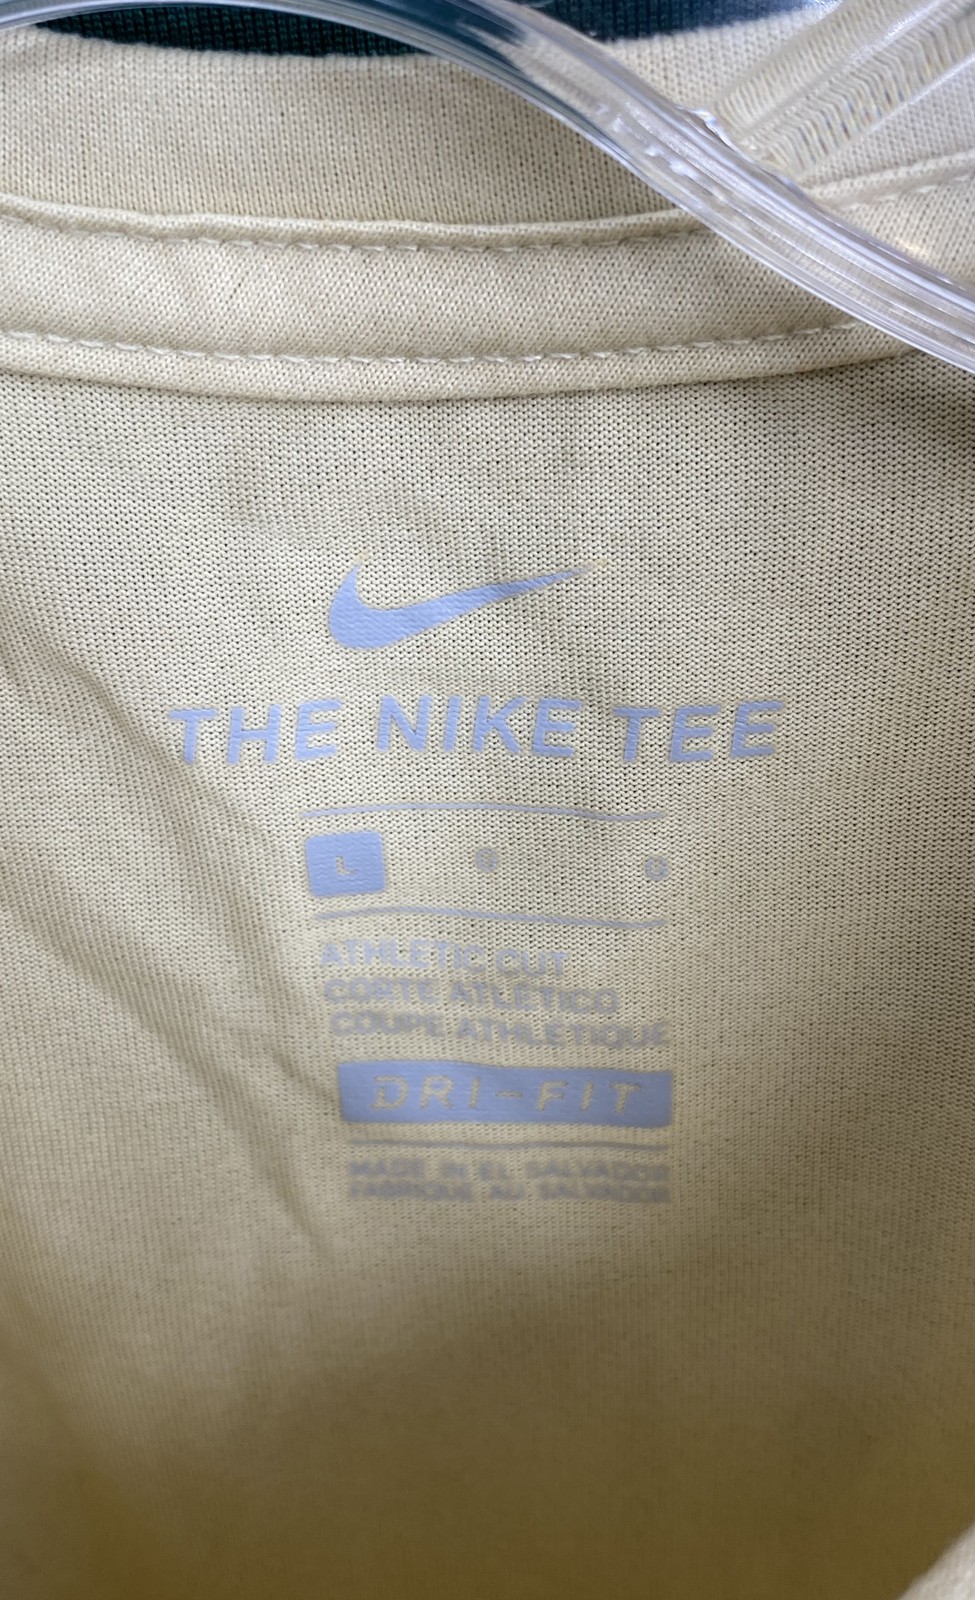 THE NIKE TEE
L G G
ATHLETIC CUT
CORTE ATLÉTICO
COUPE ATHLÉTIQUE
DRI-FIT
MADE IN EL SALVADOR
FABRIQUÉ AU SALVADOR